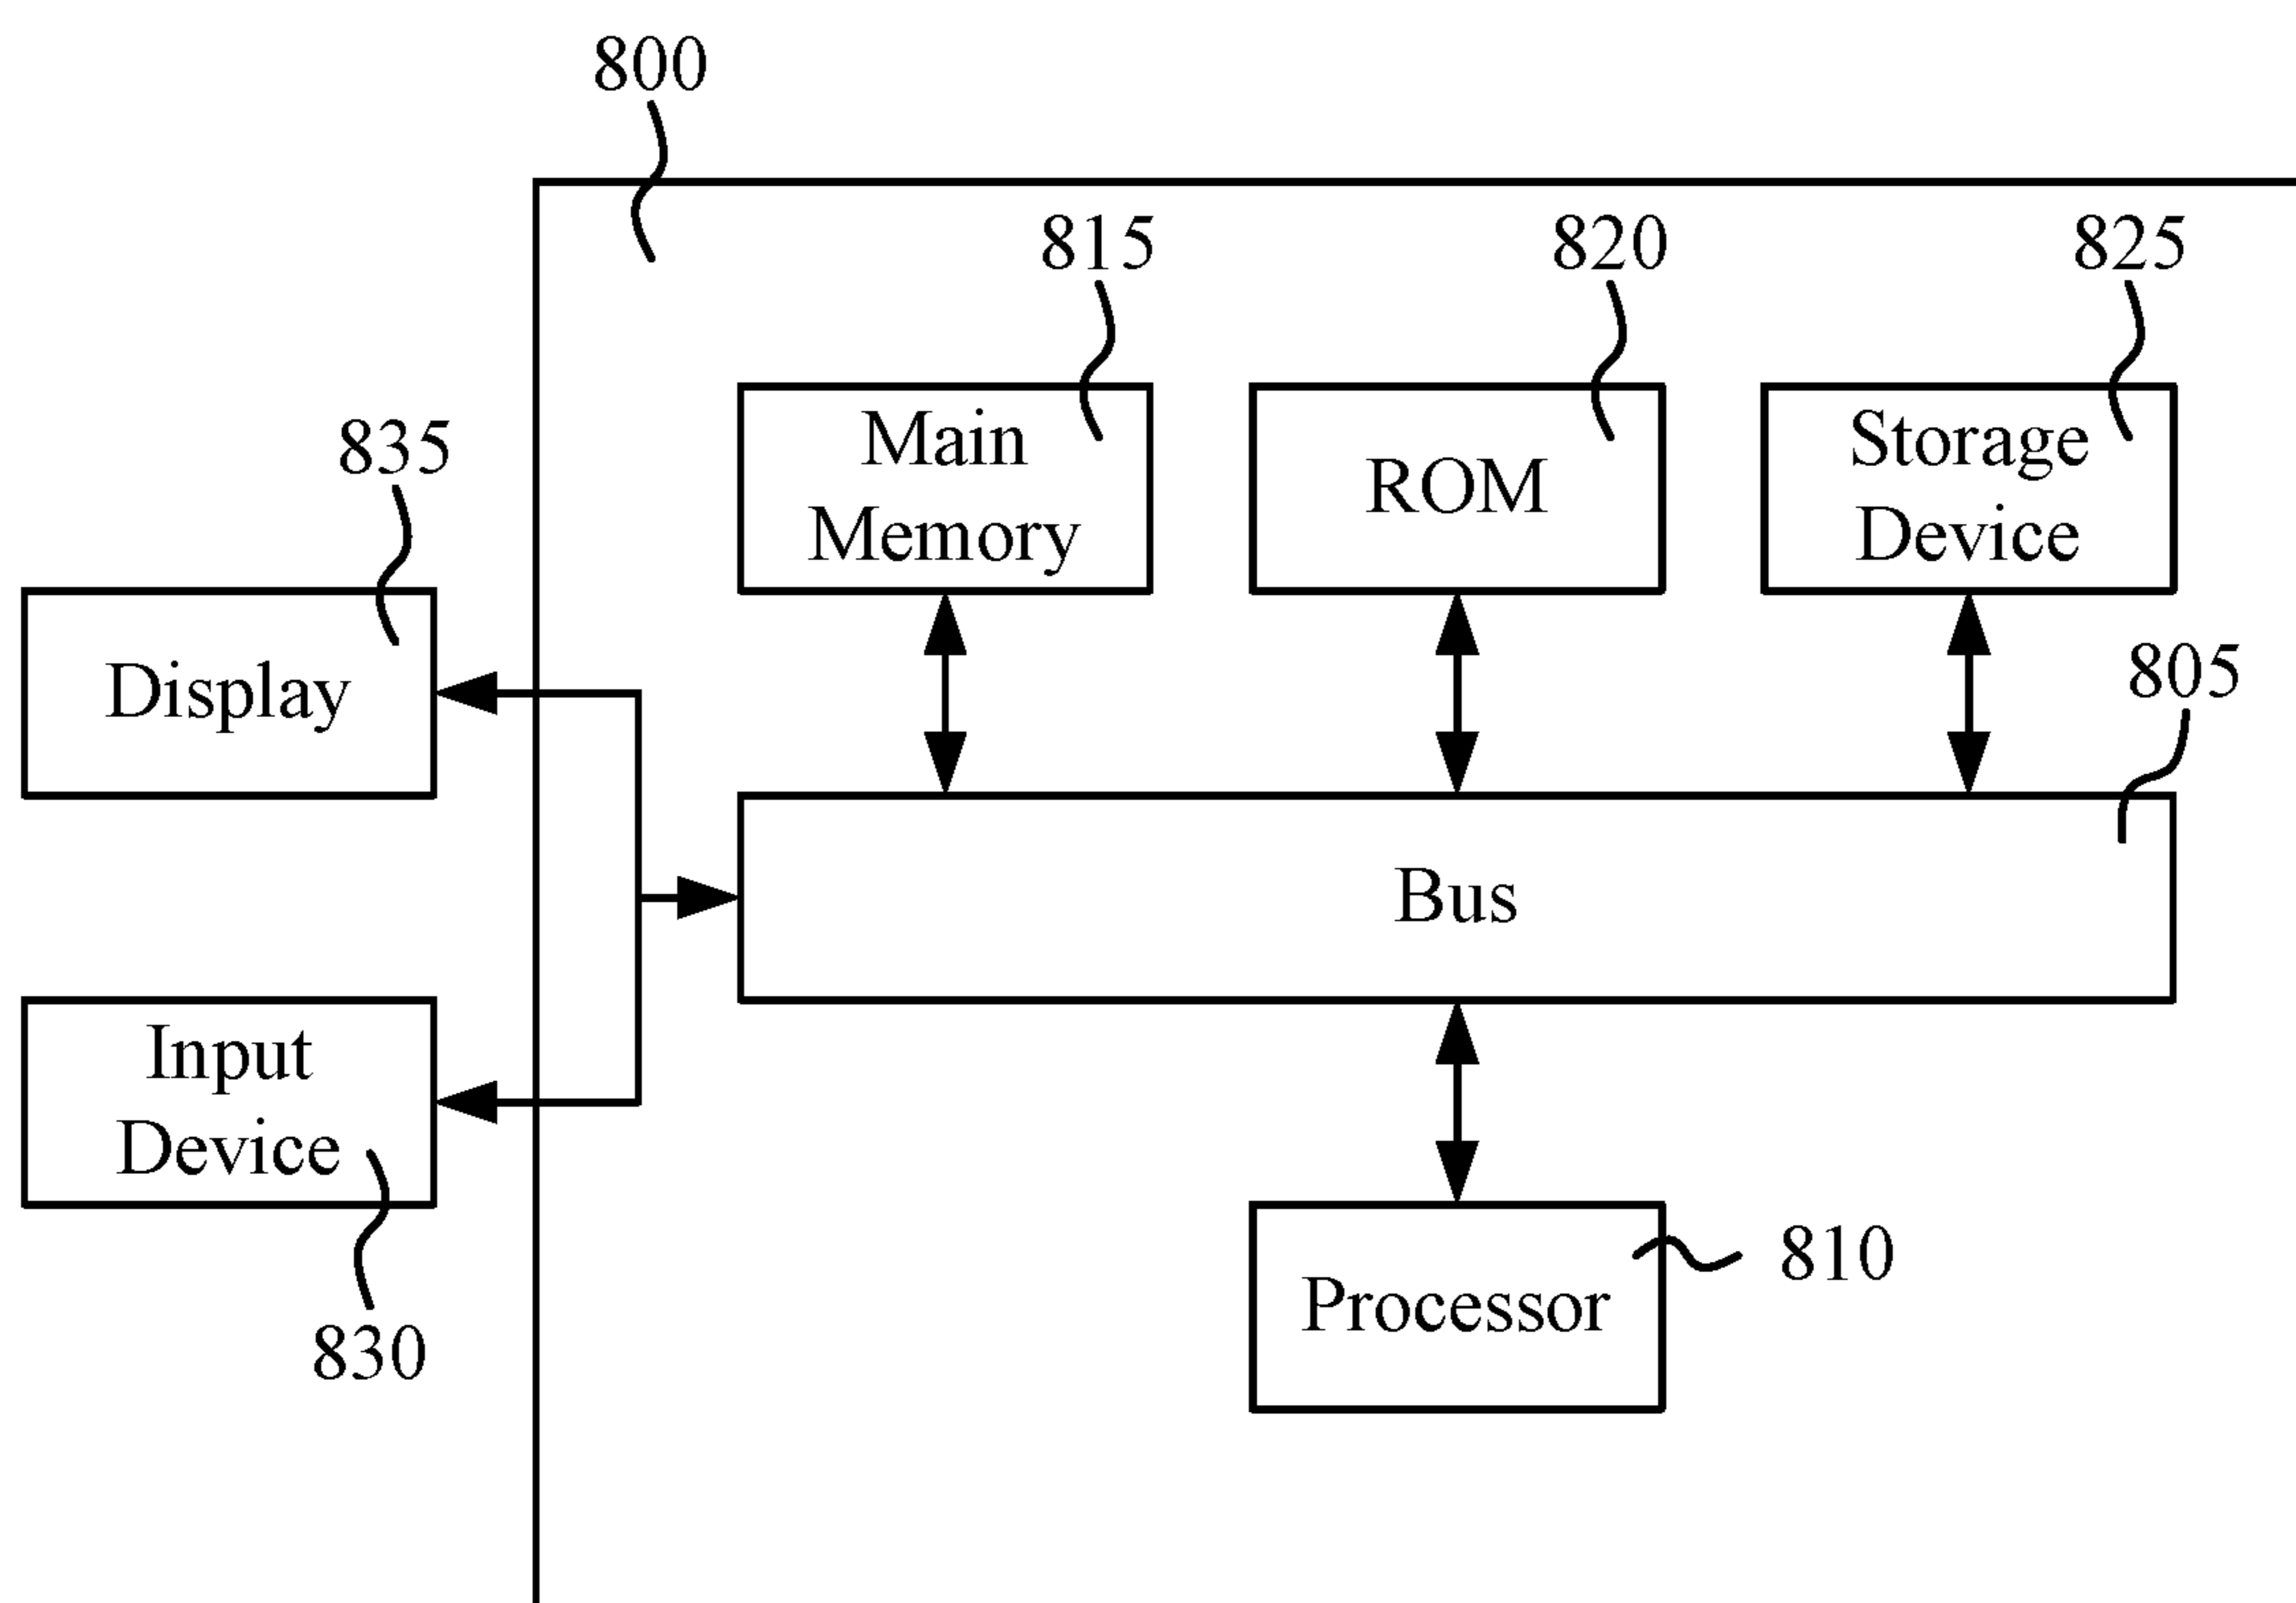 800
815
820
825
835
Main
Memory
ROM
Storage
Device
Display
805
Bus
Input
Device
830
Processor
810